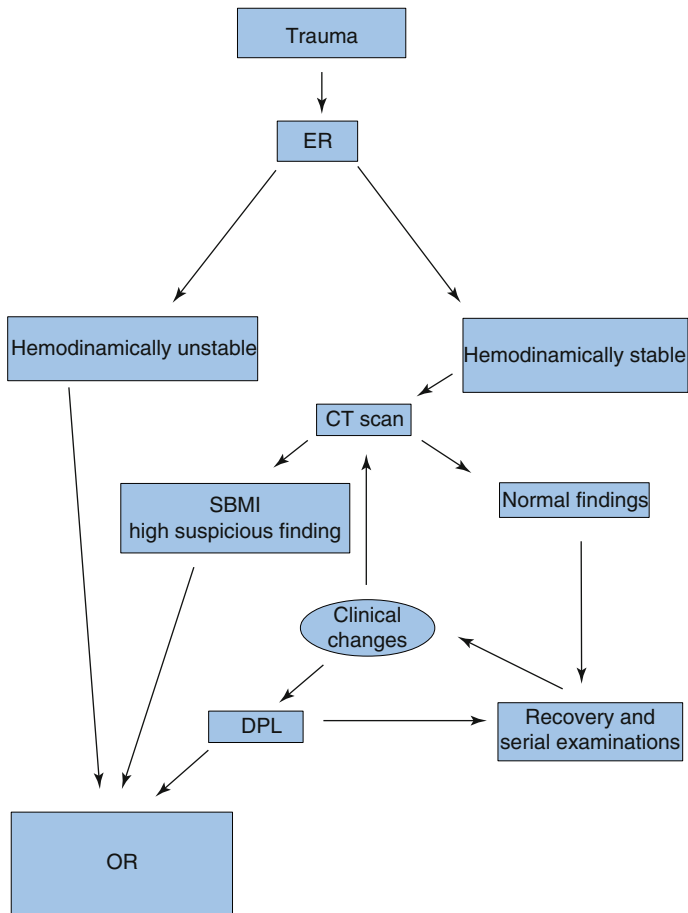 Trauma
ER
Hemodinamically unstable
Hemodinamically stable
CT scan
SBMI
high suspicious finding
Normal findings
Clinical
changes
DPL
Recovery and
serial examinations
OR